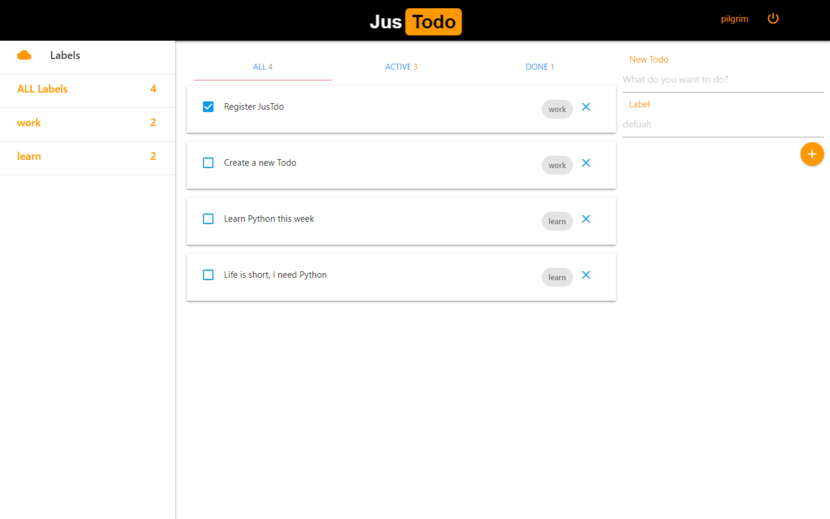 Jus Todo
pilgrim
Labels
ALL Labels 4
work 2
learn 2
ALL 4
ACTIVE 3
DONE 1
Register JusTdo work
Create a new Todo work
Learn Python this week learn
Life is short, I need Python learn
New Todo
What do you want to do?
Label
defualt